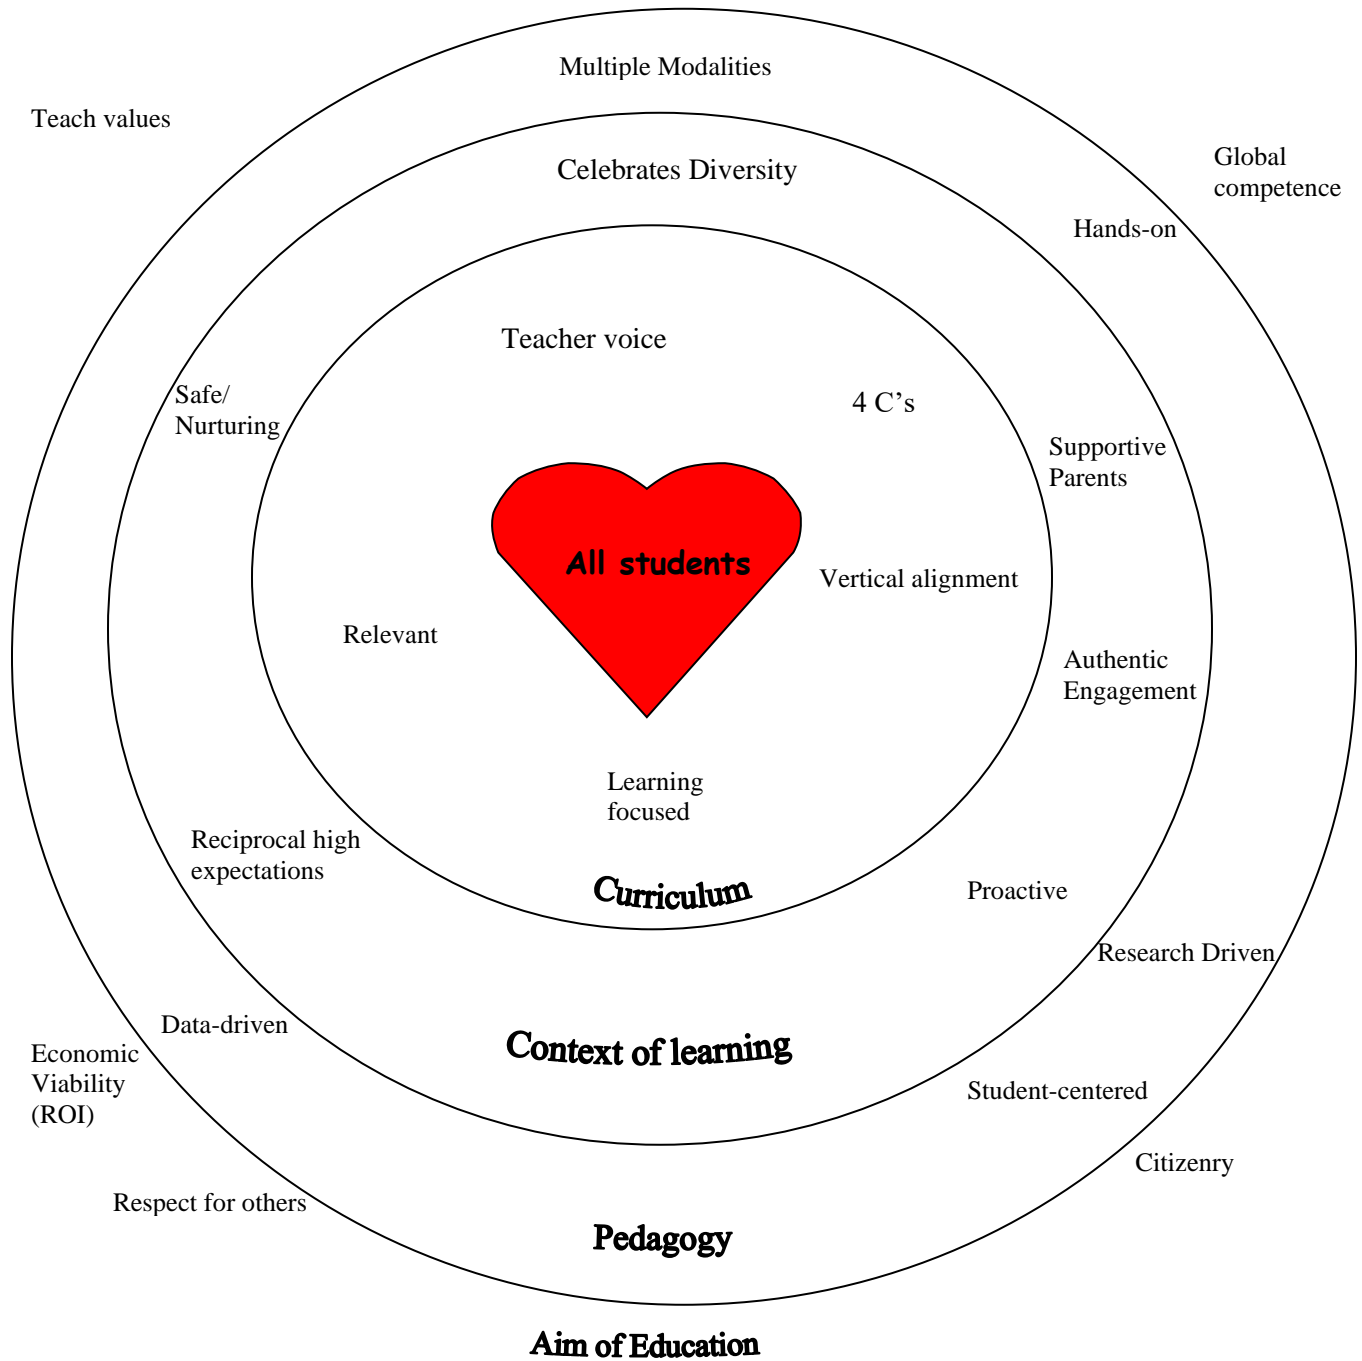 Multiple Modalities
Teach values
Global
competence
Celebrates Diversity
Hands-on
Teacher voice
Safe/
Nurturing
4 C’s
Supportive
Parents
All students
Vertical alignment
Relevant
Authentic
Engagement
Learning
focused
Reciprocal high
expectations
Curriculum
Proactive
Research Driven
Data-driven
Context of learning
Economic
Viability
(ROI)
Student-centered
Citizenry
Respect for others
Pedagogy
Aim of Education